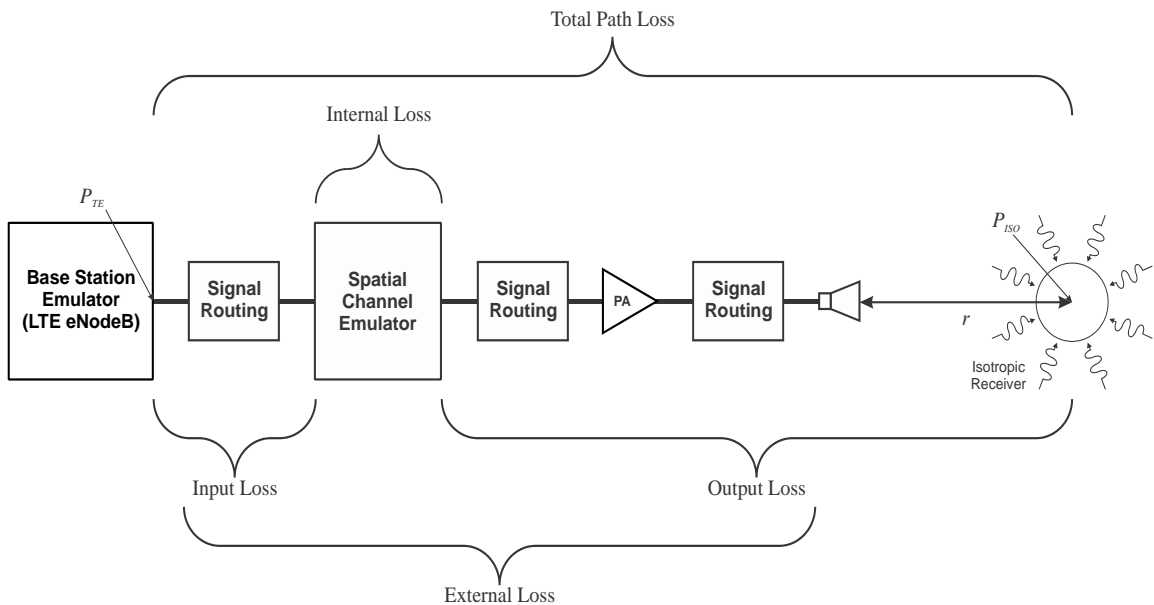 Total Path Loss
Internal Loss
P_TE
P_ISO
Base Station
Emulator
(LTE eNodeB)
Signal
Routing
Spatial
Channel
Emulator
Signal
Routing
PA
Signal
Routing
r
Isotropic
Receiver
Input Loss
Output Loss
External Loss